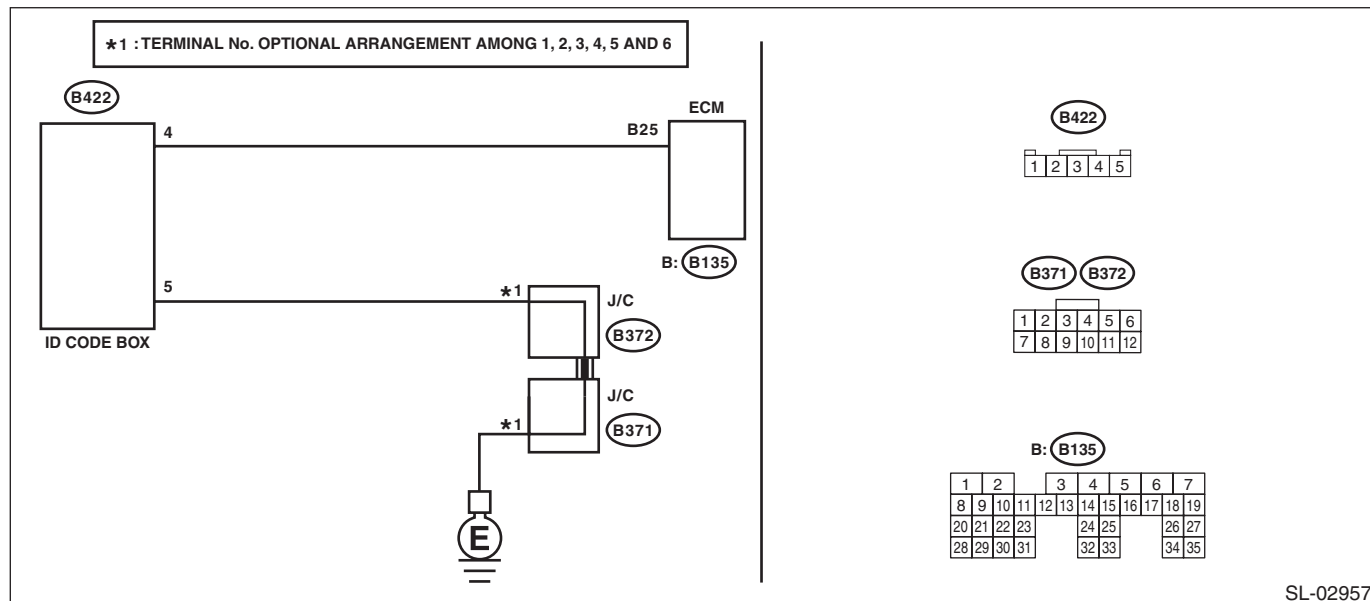 *1 : TERMINAL No. OPTIONAL ARRANGEMENT AMONG 1, 2, 3, 4, 5 AND 6
B422
4
B25
ECM
B: B135
5
ID CODE BOX
*1
J/C
B372
J/C
*1
B371
E
B422
1 2 3 4 5
B371 B372
1 2 3 4 5 6
7 8 9 10 11 12
B: B135
1 2 3 4 5 6 7
8 9 10 11 12 13 14 15 16 17 18 19
20 21 22 23 24 25 26 27
28 29 30 31 32 33 34 35
SL-02957